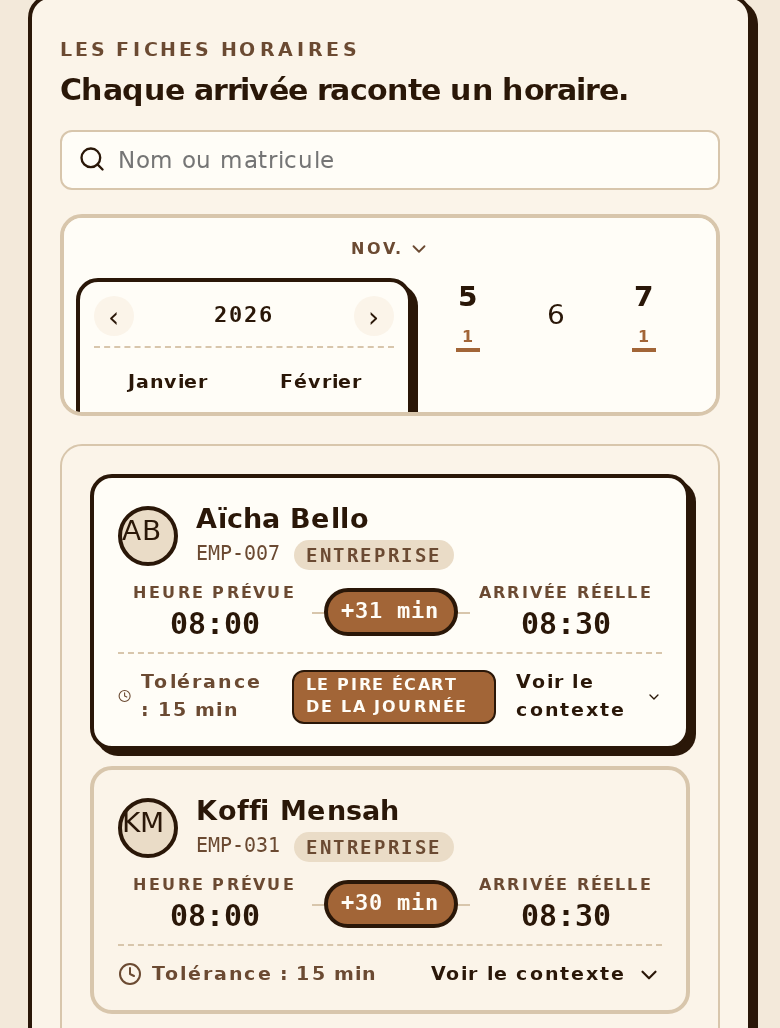 LES FICHES HORAIRES
Chaque arrivée raconte un horaire.
Nom ou matricule
NOV.
‹ 2026 ›
5 6 7
1 1
Janvier Février
AB
Aïcha Bello
EMP-007 ENTREPRISE
HEURE PRÉVUE ARRIVÉE RÉELLE
08:00 +31 min 08:30
Tolérance : 15 min
LE PIRE ÉCART
DE LA JOURNÉE
Voir le
contexte
KM
Koffi Mensah
EMP-031 ENTREPRISE
HEURE PRÉVUE ARRIVÉE RÉELLE
08:00 +30 min 08:30
Tolérance : 15 min Voir le contexte